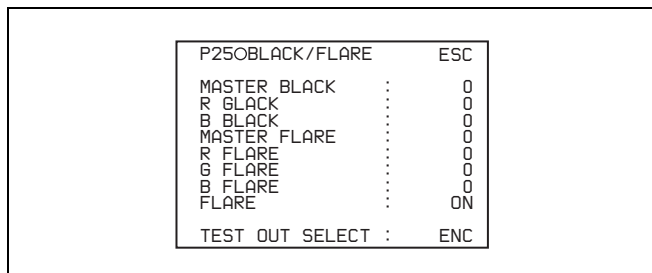 P25OBLACK/FLARE ESC
MASTER BLACK : 0
R GLACK : 0
B BLACK : 0
MASTER FLARE : 0
R FLARE : 0
G FLARE : 0
B FLARE : 0
FLARE : ON
TEST OUT SELECT : ENC